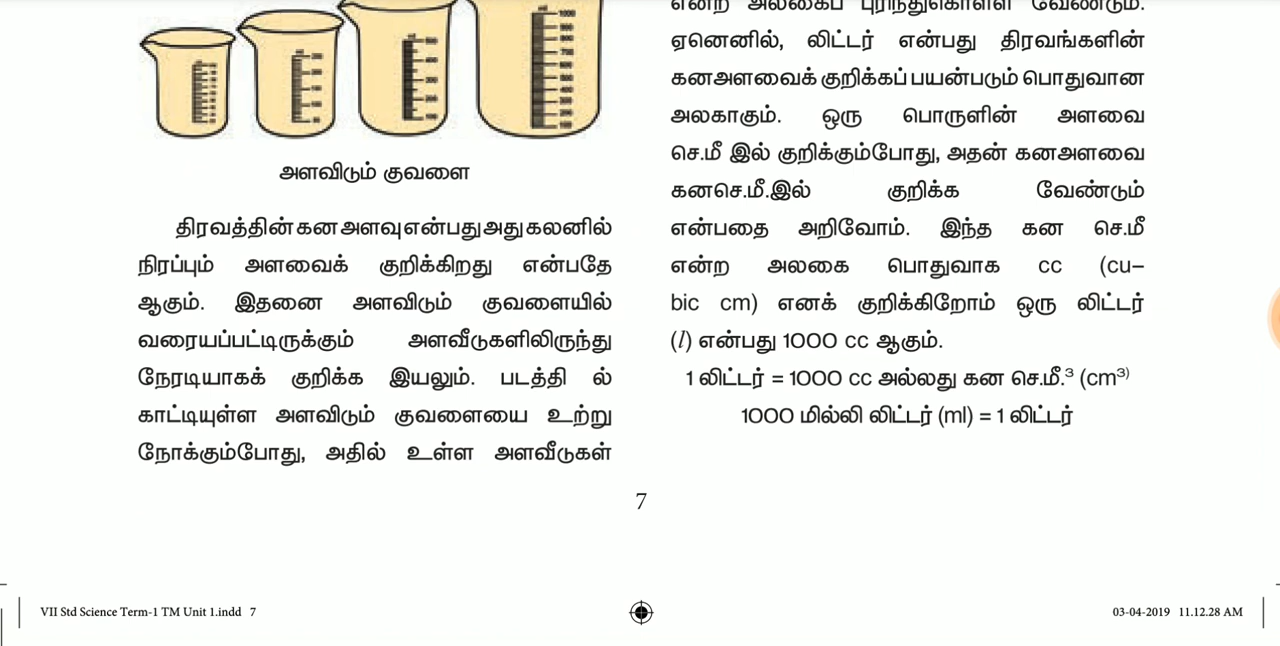 அளவிடும் குவளை
திரவத்தின் கன அளவு என்பது அது கலனில்
நிரப்பும் அளவைக் குறிக்கிறது என்பதே
ஆகும். இதனை அளவிடும் குவளையில்
வரையப்பட்டிருக்கும் அளவீடுகளிலிருந்து
நேரடியாகக் குறிக்க இயலும். படத்தி ல்
காட்டியுள்ள அளவிடும் குவளையை உற்று
நோக்கும்போது, அதில் உள்ள அளவீடுகள்
என்ற அலகைப் புரிந்துகொள்ள வேண்டும்.
ஏனெனில், லிட்டர் என்பது திரவங்களின்
கனஅளவைக் குறிக்கப் பயன்படும் பொதுவான
அலகாகும். ஒரு பொருளின் அளவை
செ.மீ இல் குறிக்கும்போது, அதன் கனஅளவை
கனசெ.மீ.இல் குறிக்க வேண்டும்
என்பதை அறிவோம். இந்த கன செ.மீ
என்ற அலகை பொதுவாக cc (cu–
bic cm) எனக் குறிக்கிறோம் ஒரு லிட்டர்
(l) என்பது 1000 cc ஆகும்.
1 லிட்டர் = 1000 cc அல்லது கன செ.மீ.³ (cm³⁾
1000 மில்லி லிட்டர் (ml) = 1 லிட்டர்
7
VII Std Science Term-1 TM Unit 1.indd 7
03-04-2019 11.12.28 AM